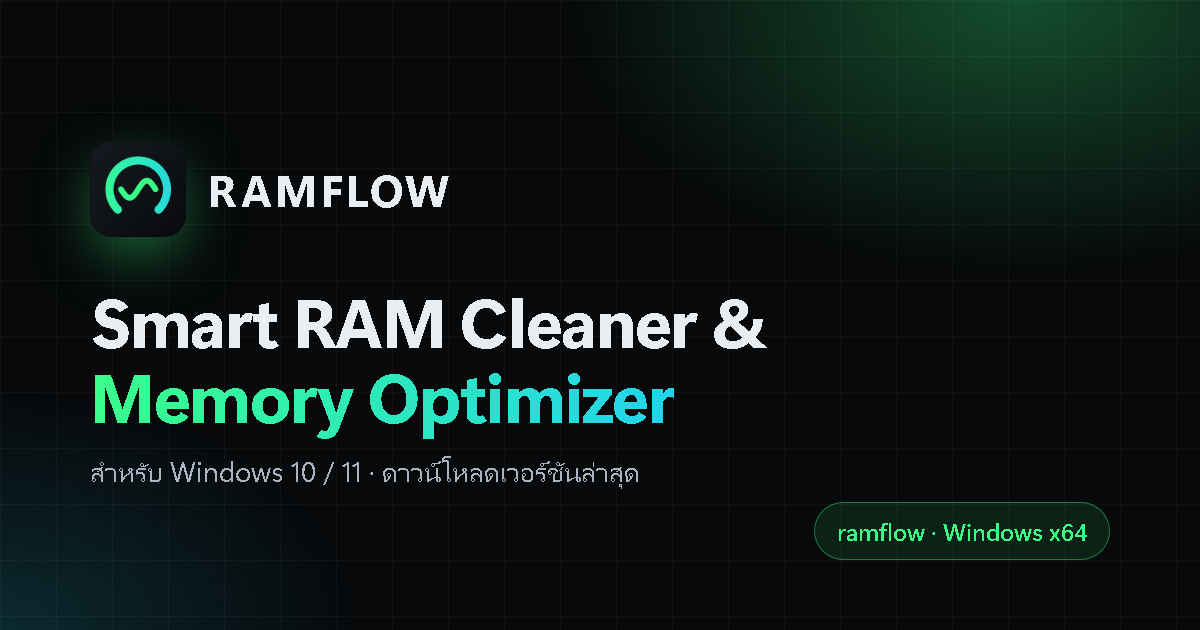 RAMFLOW
Smart RAM Cleaner &
Memory Optimizer
สำหรับ Windows 10 / 11 · ดาวน์โหลดเวอร์ชันล่าสุด
ramflow · Windows x64